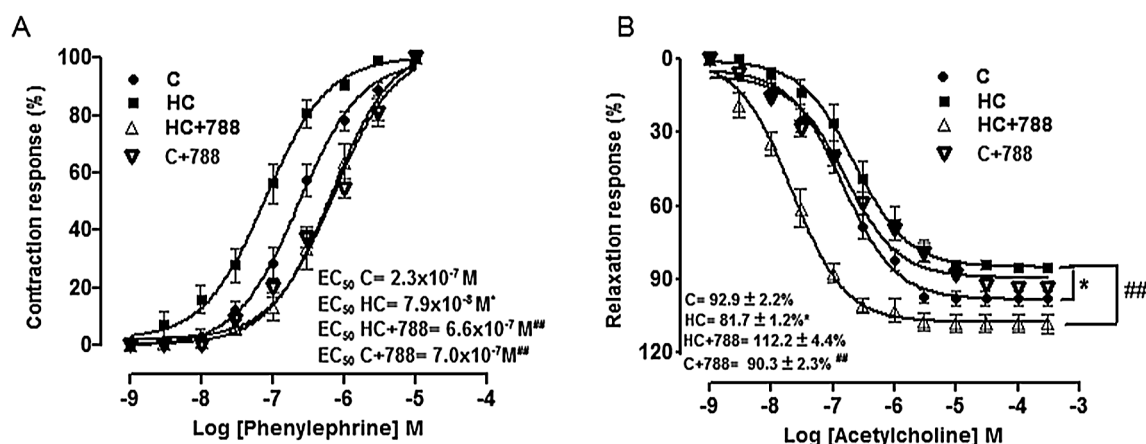 A
100
80
60
40
20
0
Contraction response (%)
C
HC
HC+788
C+788
EC₅₀ C= 2.3x10⁻⁷ M
EC₅₀ HC= 7.9x10⁻⁸ M*
EC₅₀ HC+788= 6.6x10⁻⁷ M##
EC₅₀ C+788= 7.0x10⁻⁷M##
-9 -8 -7 -6 -5 -4
Log [Phenylephrine] M
B
0
30
60
90
120
Relaxation response (%)
C
HC
HC+788
C+788
* ##
C= 92.9 ± 2.2%
HC= 81.7 ± 1.2%*
HC+788= 112.2 ± 4.4%
C+788= 90.3 ± 2.3% ##
-9 -8 -7 -6 -5 -4 -3
Log [Acetylcholine] M